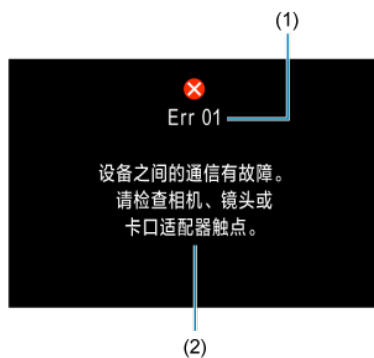 (1)
Err 01
设备之间的通信有故障。
请检查相机、镜头或
卡口适配器触点。
(2)